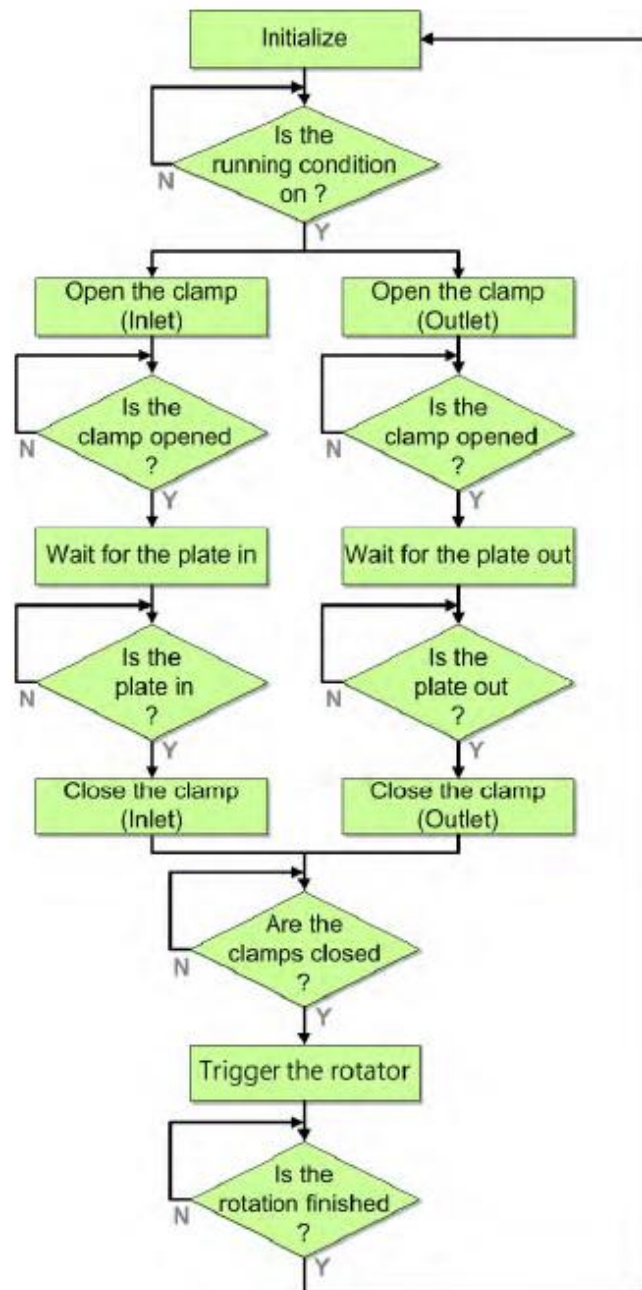 Initialize
Is the
running condition
on ?
N
Y
Open the clamp
(Inlet)
Open the clamp
(Outlet)
Is the
clamp opened
?
N
Y
Is the
clamp opened
?
N
Y
Wait for the plate in
Wait for the plate out
Is the
plate in
?
N
Y
Is the
plate out
?
N
Y
Close the clamp
(Inlet)
Close the clamp
(Outlet)
Are the
clamps closed
?
N
Y
Trigger the rotator
Is the
rotation finished
?
N
Y